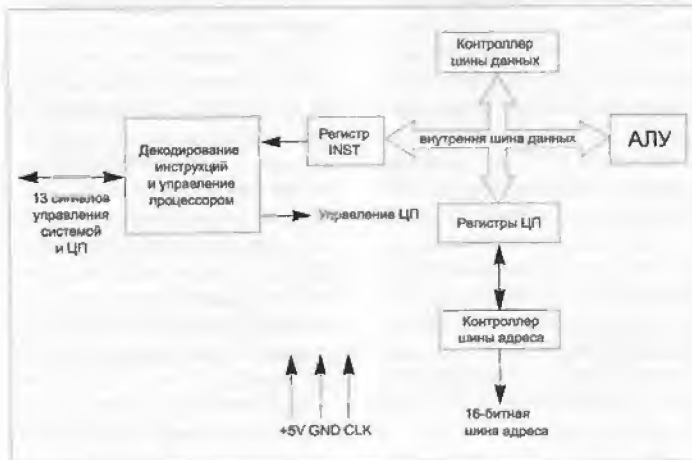 Контроллер
шины данных
Декодирование
инструкций
и управление
процессором
Регистр
INST
внутрення шина данных
АЛУ
13 сигналов
управления
системой
и ЦП
Управление ЦП
Регистры ЦП
Контроллер
шины адреса
+5V GND CLK
16-битная
шина адреса